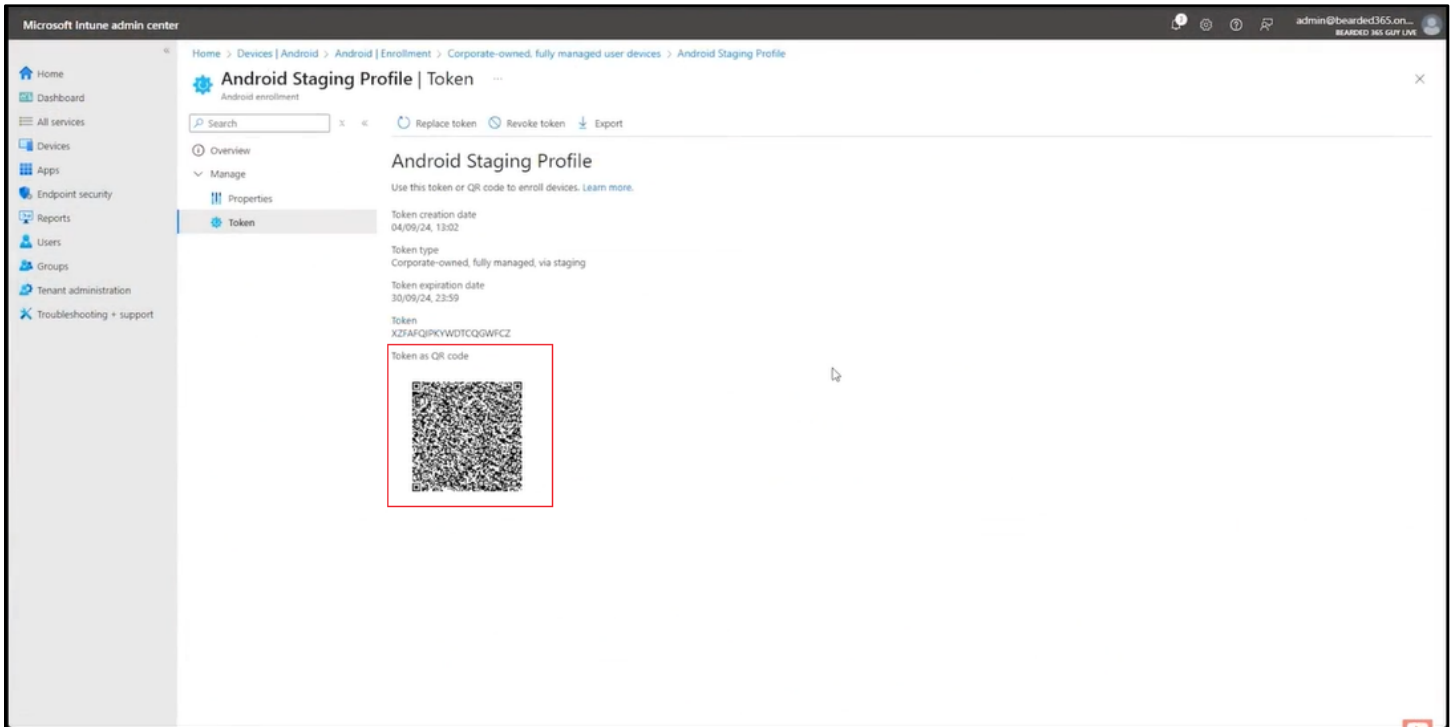 Microsoft Intune admin center
admin@bearded365.on...
BEARDED 365 GUY LIVE
Home > Devices | Android > Android | Enrollment > Corporate-owned, fully managed user devices > Android Staging Profile
Android Staging Profile | Token ...
Android enrollment
Home
Dashboard
All services
Devices
Apps
Endpoint security
Reports
Users
Groups
Tenant administration
Troubleshooting + support
Search
Overview
Manage
Properties
Token
Replace token
Revoke token
Export
Android Staging Profile
Use this token or QR code to enroll devices. Learn more.
Token creation date
04/09/24, 13:02
Token type
Corporate-owned, fully managed, via staging
Token expiration date
30/09/24, 23:59
Token
XZFAFQIPKYWDTCQGWFCZ
Token as QR code